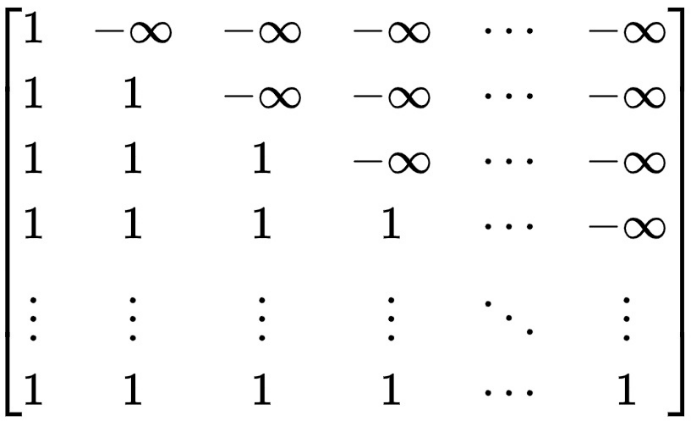 1 −∞ −∞ −∞ ⋯ −∞
1 1 −∞ −∞ ⋯ −∞
1 1 1 −∞ ⋯ −∞
1 1 1 1 ⋯ −∞
⋮ ⋮ ⋮ ⋮ ⋱ ⋮
1 1 1 1 ⋯ 1